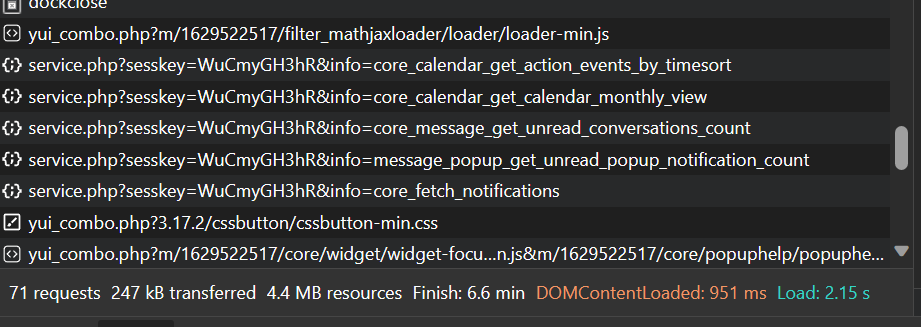 dockclose
yui_combo.php?m/1629522517/filter_mathjaxloader/loader/loader-min.js
service.php?sesskey=WuCmyGH3hR&info=core_calendar_get_action_events_by_timesort
service.php?sesskey=WuCmyGH3hR&info=core_calendar_get_calendar_monthly_view
service.php?sesskey=WuCmyGH3hR&info=core_message_get_unread_conversations_count
service.php?sesskey=WuCmyGH3hR&info=message_popup_get_unread_popup_notification_count
service.php?sesskey=WuCmyGH3hR&info=core_fetch_notifications
yui_combo.php?3.17.2/cssbutton/cssbutton-min.css
yui_combo.php?m/1629522517/core/widget/widget-focu...n.js&m/1629522517/core/popuphelp/popuphe...
71 requests 247 kB transferred 4.4 MB resources Finish: 6.6 min DOMContentLoaded: 951 ms Load: 2.15 s